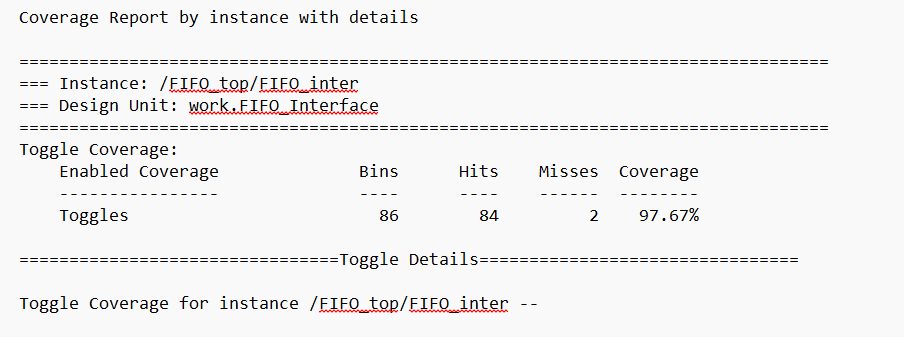 Coverage Report by instance with details
=================================================================================
=== Instance: /FIFO_top/FIFO_inter
=== Design Unit: work.FIFO_Interface
=================================================================================
Toggle Coverage:
    Enabled Coverage              Bins      Hits    Misses  Coverage
    ----------------              ----      ----    ------  --------
    Toggles                         86        84         2    97.67%
================================Toggle Details================================
Toggle Coverage for instance /FIFO_top/FIFO_inter --